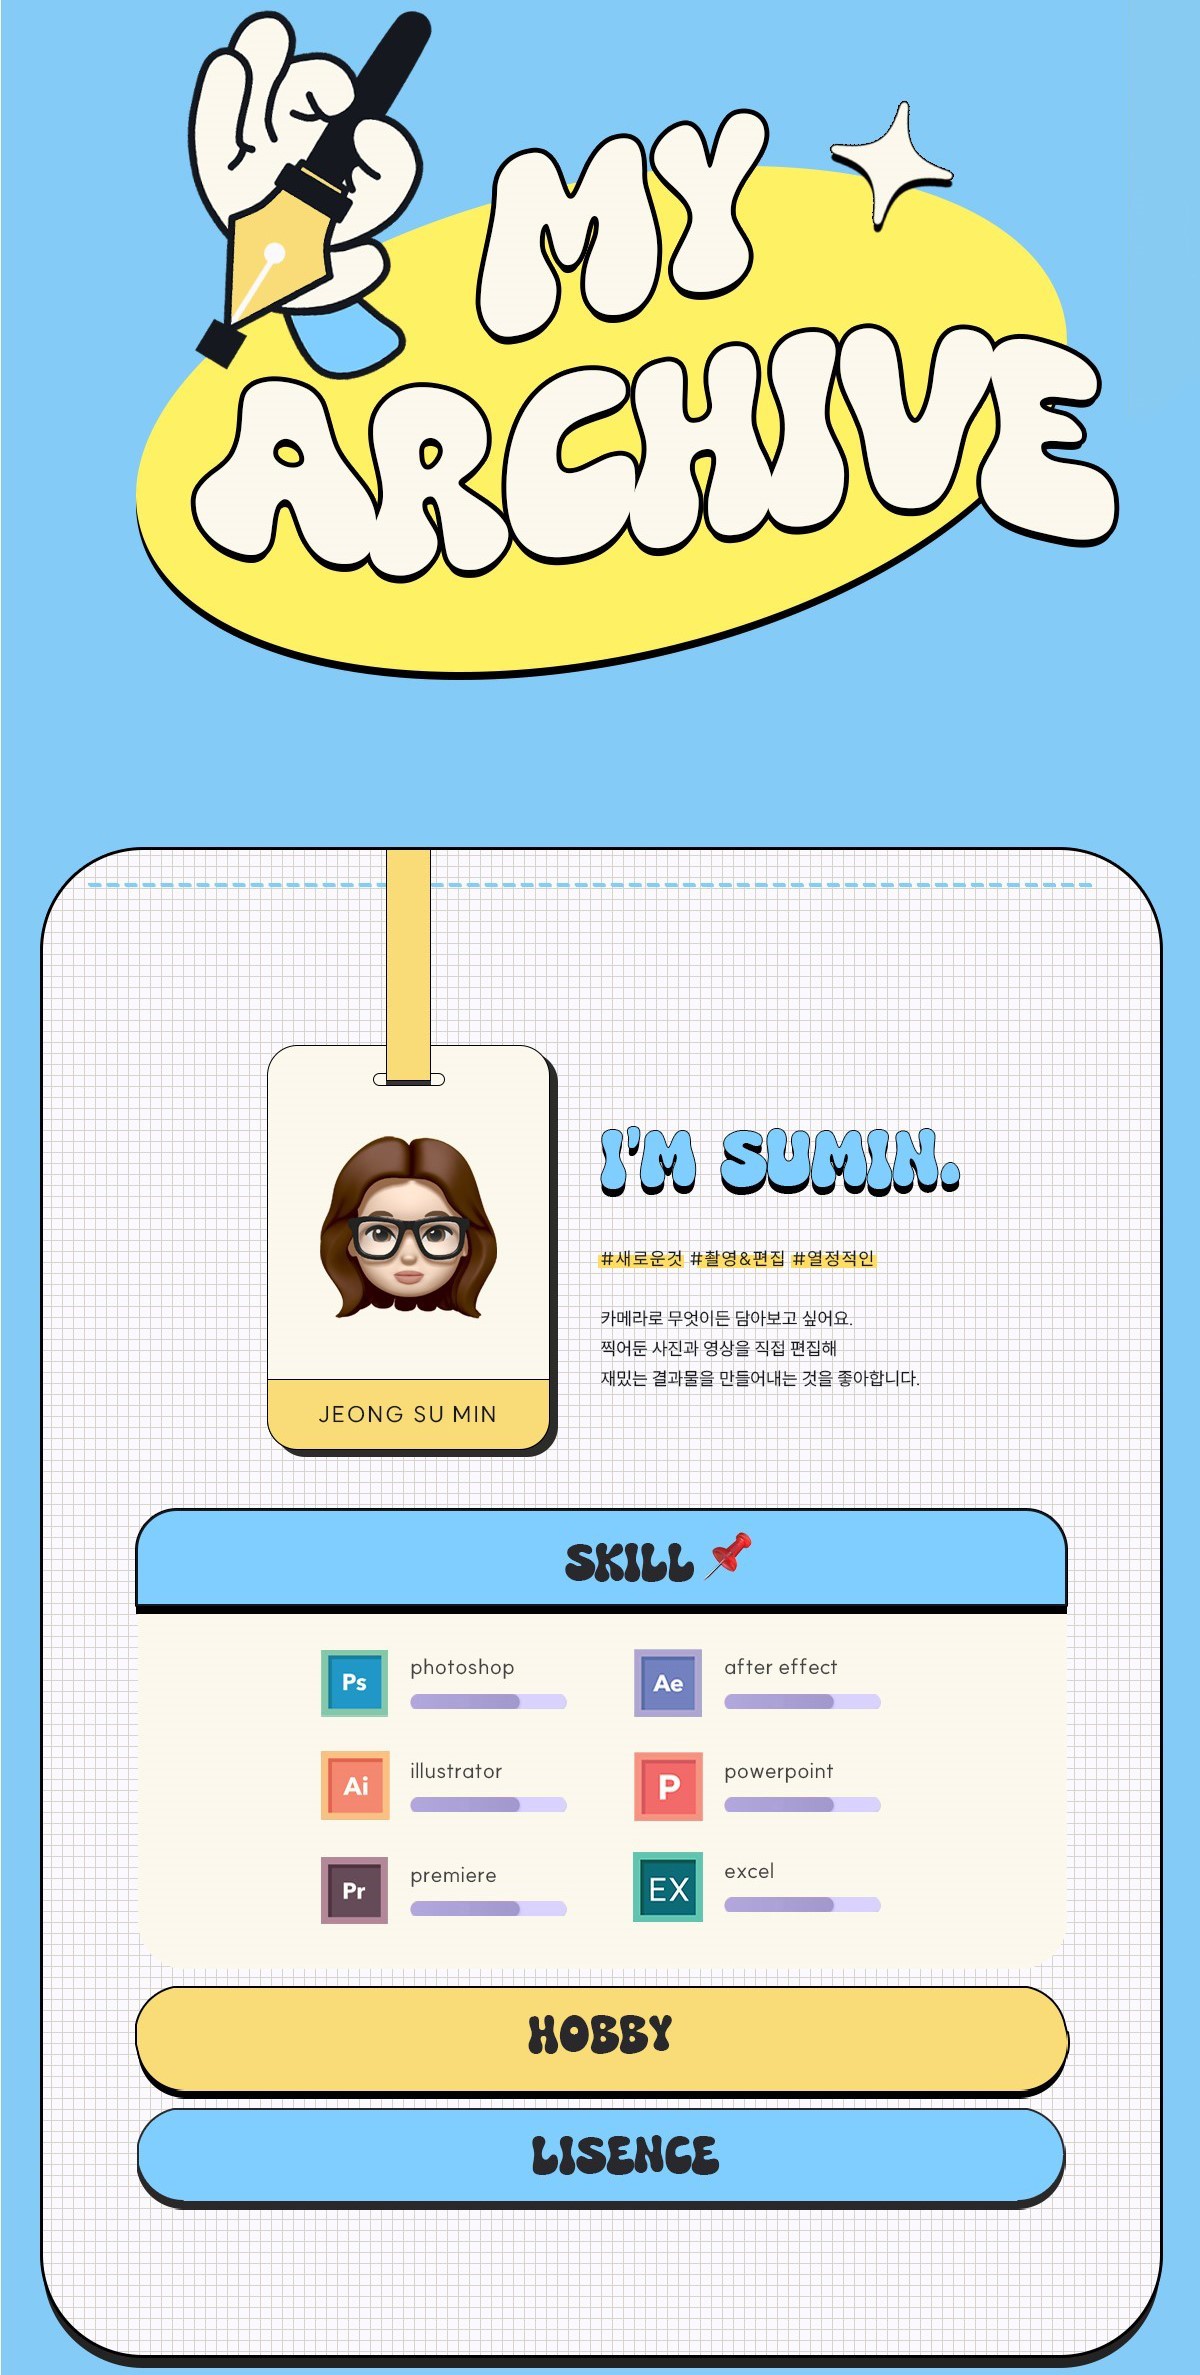 MY
ARCHIVE
I'M SUMIN.
#새로운것 #촬영&편집 #열정적인
카메라로 무엇이든 담아보고 싶어요.
찍어둔 사진과 영상을 직접 편집해
재밌는 결과물을 만들어내는 것을 좋아합니다.
JEONG SU MIN
SKILL
Ps photoshop
Ae after effect
Ai illustrator
P powerpoint
Pr premiere
EX excel
HOBBY
LISENCE